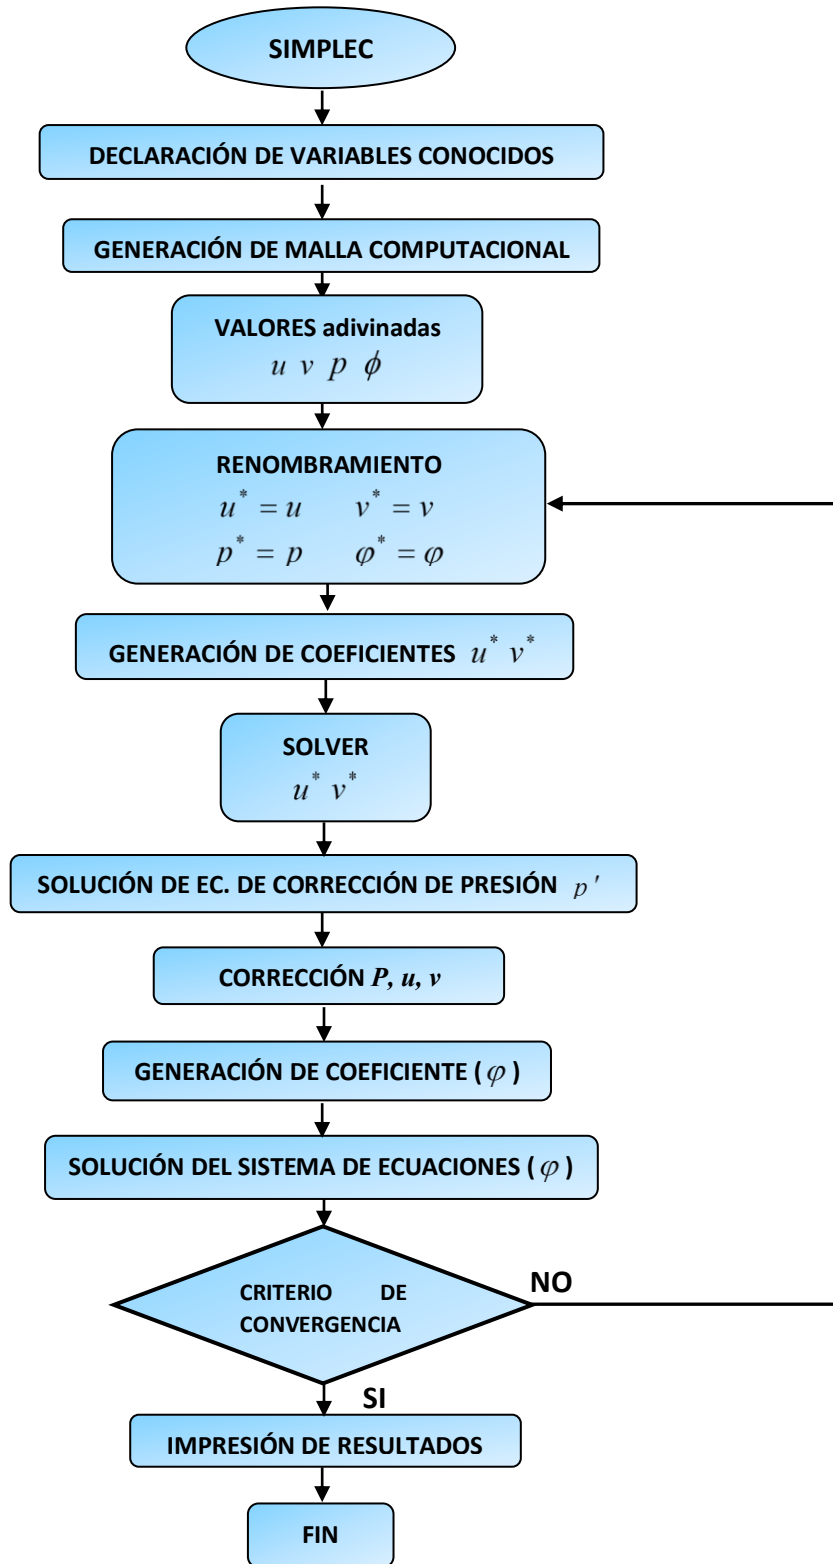 SIMPLEC
DECLARACIÓN DE VARIABLES CONOCIDOS
GENERACIÓN DE MALLA COMPUTACIONAL
VALORES adivinadas
u v p ϕ
RENOMBRAMIENTO
u* = u v* = v
p* = p φ* = φ
GENERACIÓN DE COEFICIENTES u* v*
SOLVER
u* v*
SOLUCIÓN DE EC. DE CORRECCIÓN DE PRESIÓN p'
CORRECCIÓN P, u, v
GENERACIÓN DE COEFICIENTE ( φ )
SOLUCIÓN DEL SISTEMA DE ECUACIONES ( φ )
CRITERIO DE
CONVERGENCIA
NO
SI
IMPRESIÓN DE RESULTADOS
FIN